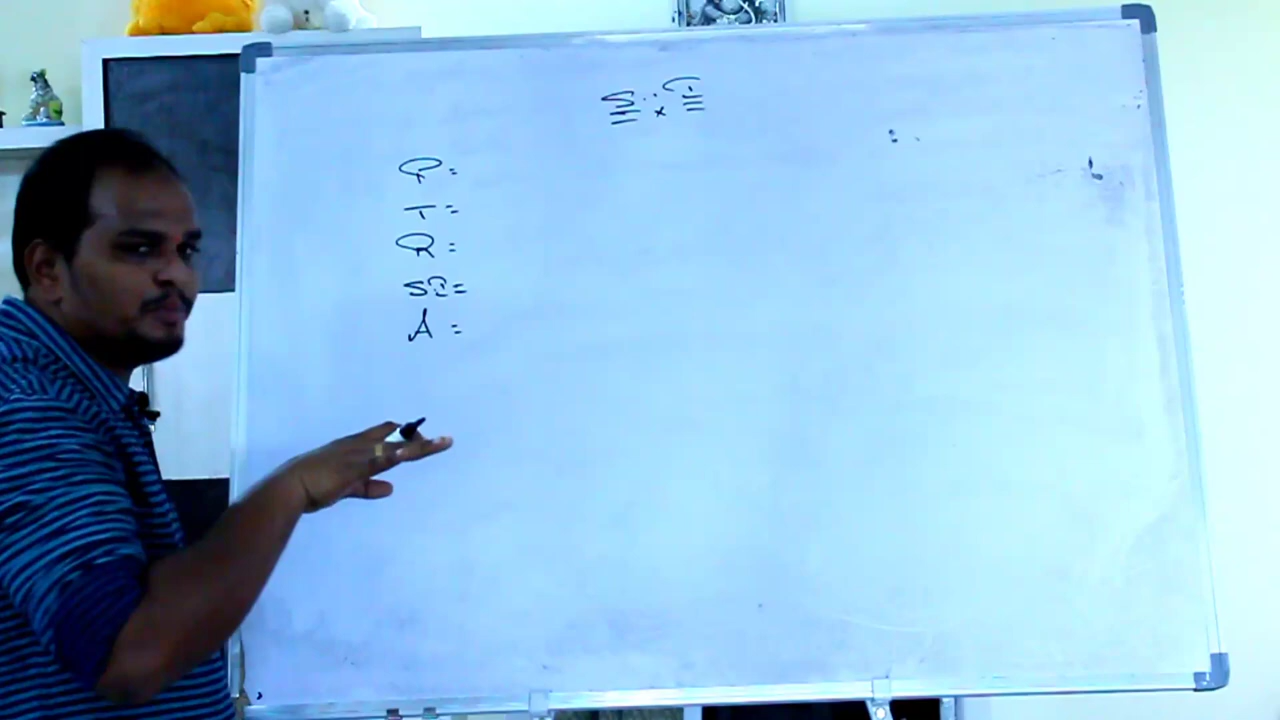 S.I
P =
T =
R =
SI =
A =